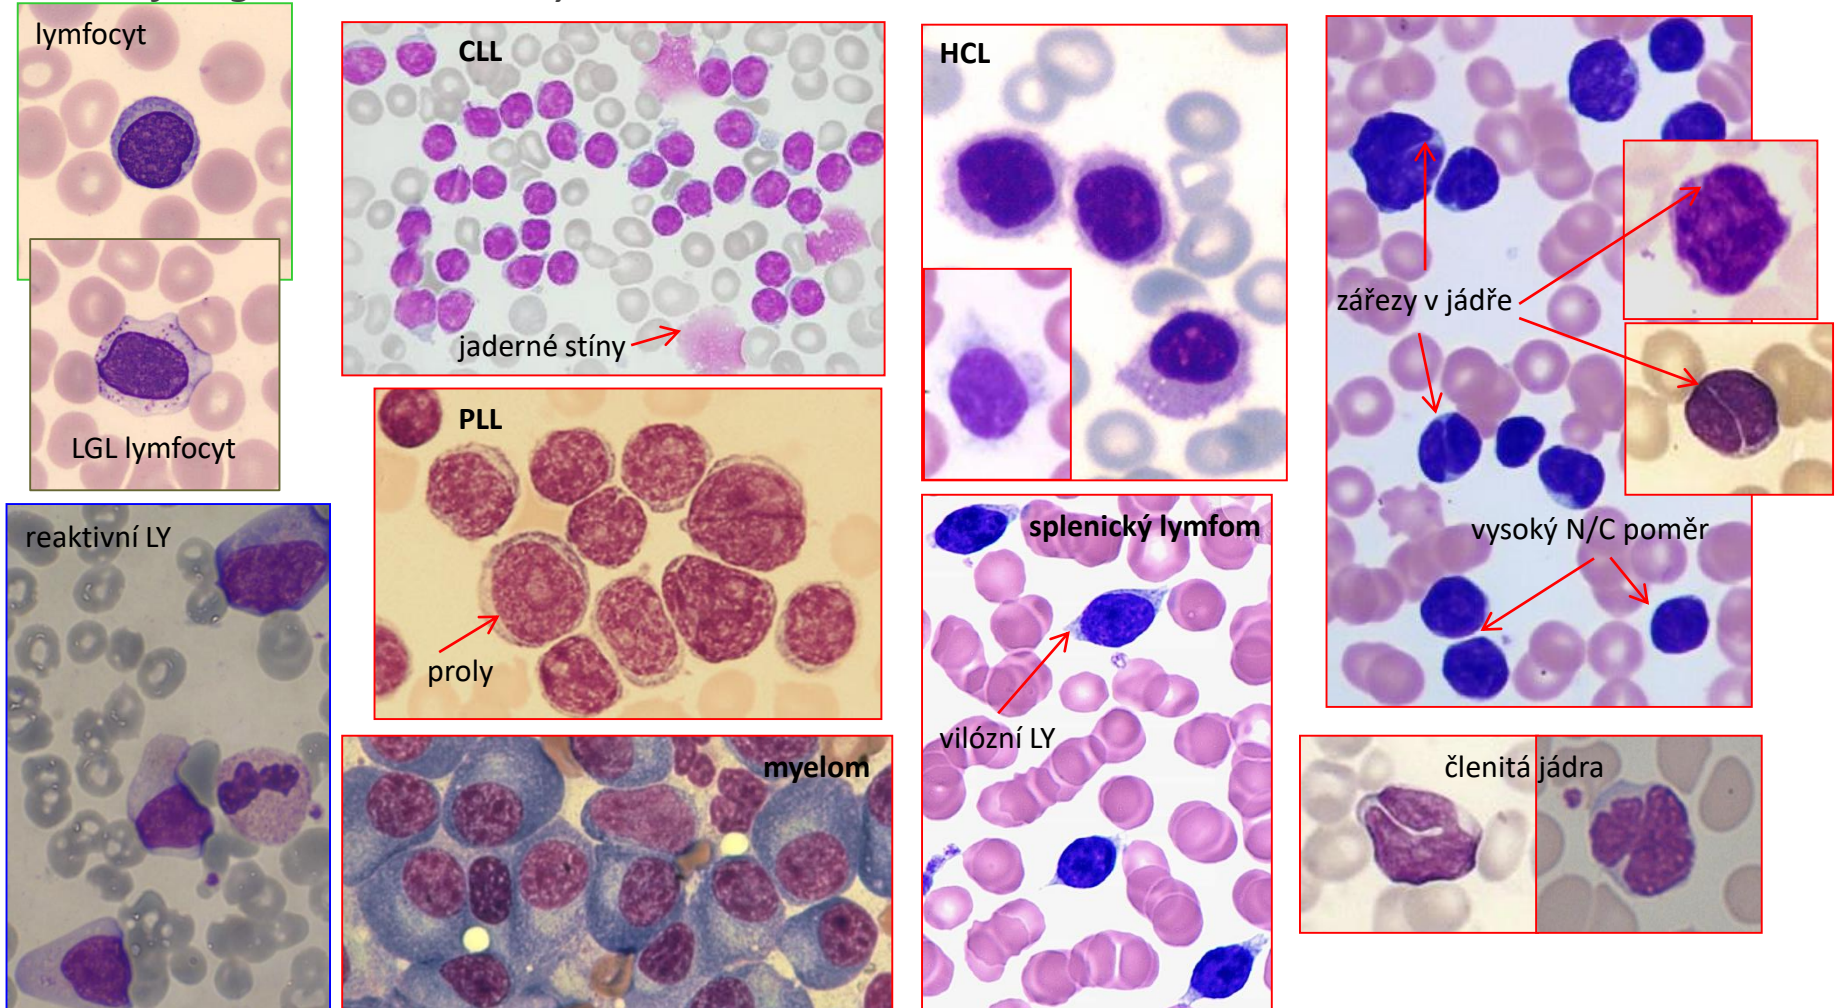 lymfocyt
LGL lymfocyt
reaktivní LY
CLL
jaderné stíny
PLL
proly
myelom
HCL
splenický lymfom
vilózní LY
zářezy v jádře
vysoký N/C poměr
členitá jádra